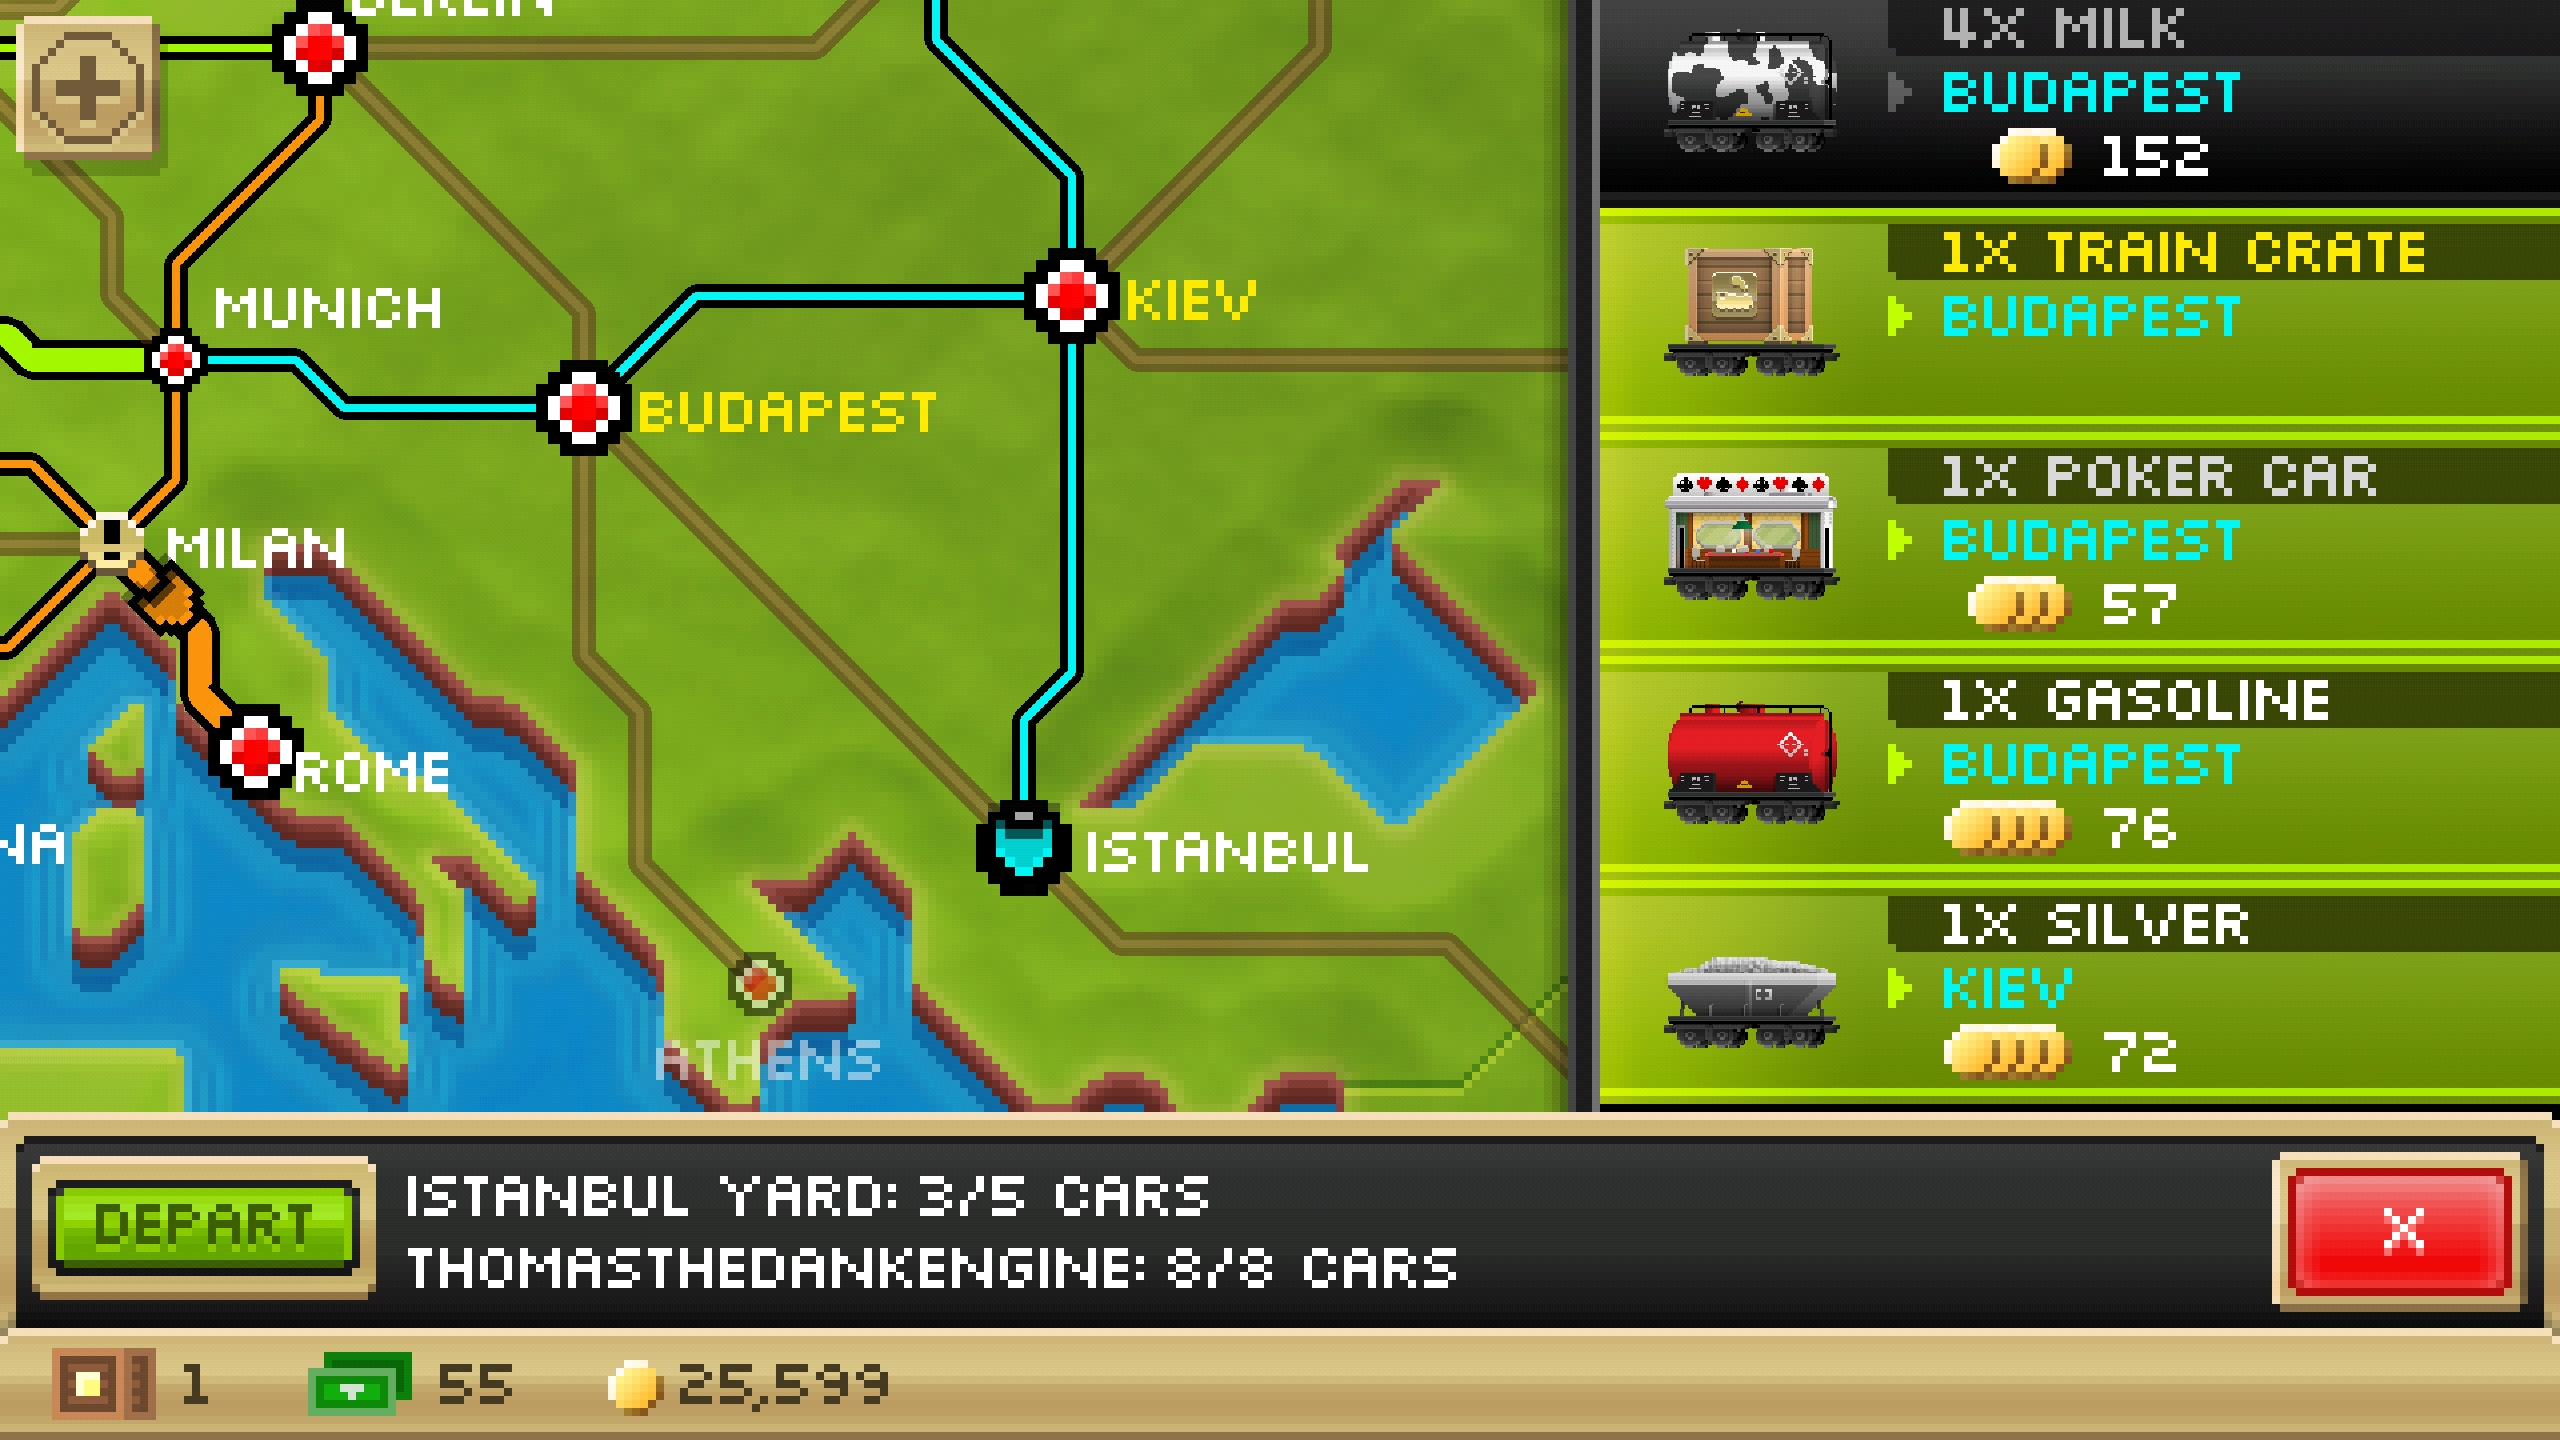 BERLIN
MUNICH
KIEV
BUDAPEST
MILAN
ROME
NA
ISTANBUL
ATHENS
4X MILK
BUDAPEST
152
1X TRAIN CRATE
BUDAPEST
1X POKER CAR
BUDAPEST
57
1X GASOLINE
BUDAPEST
76
1X SILVER
KIEV
72
DEPART
ISTANBUL YARD: 3/5 CARS
THOMASTHEDANKENGINE: 8/8 CARS
X
1
55
25,599